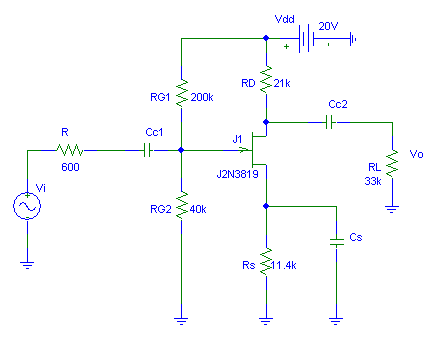 Vdd
20V
+
-
RD
21k
RG1
200k
Cc2
R
Cc1
J1
Vo
600
J2N3819
RL
33k
Vi
+
-
RG2
40k
Cs
Rs
11.4k